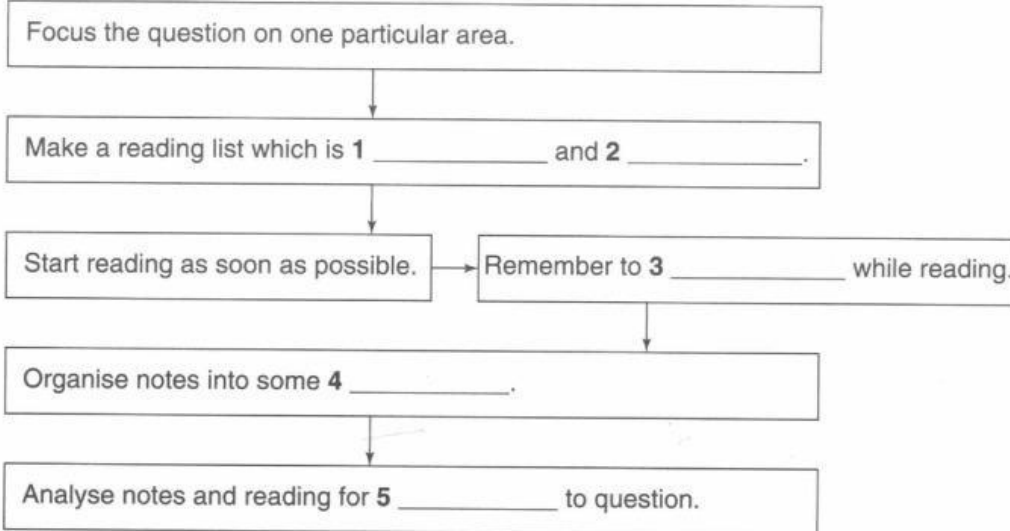 Focus the question on one particular area.
Make a reading list which is 1 ____________ and 2 ____________.
Start reading as soon as possible.
Remember to 3 ____________ while reading.
Organise notes into some 4 ___________.
Analyse notes and reading for 5 ___________ to question.